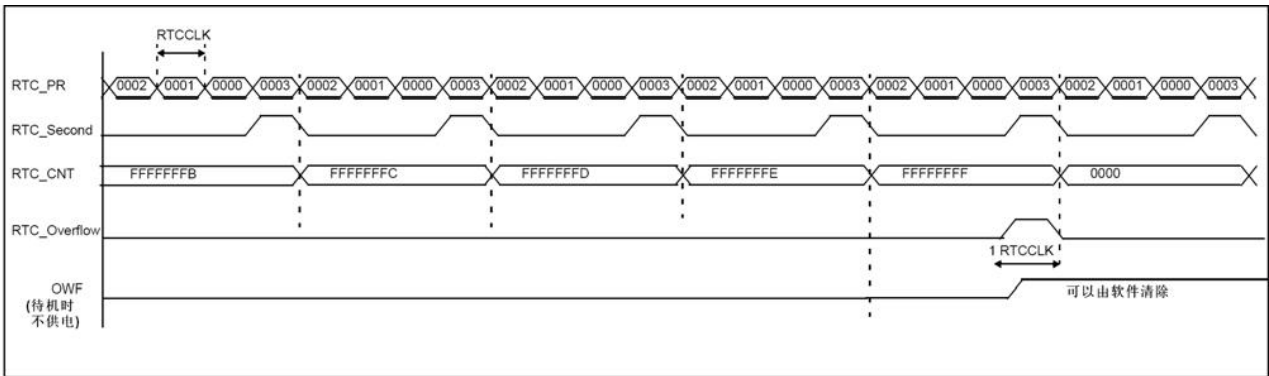 RTCCLK
RTC_PR 0002 0001 0000 0003 0002 0001 0000 0003 0002 0001 0000 0003 0002 0001 0000 0003 0002 0001 0000 0003 0002 0001 0000 0003
RTC_Second
RTC_CNT FFFFFFFB FFFFFFFC FFFFFFFD FFFFFFFE FFFFFFFF 0000
RTC_Overflow
1 RTCCLK
OWF
(待机时
不供电)
可以由软件清除